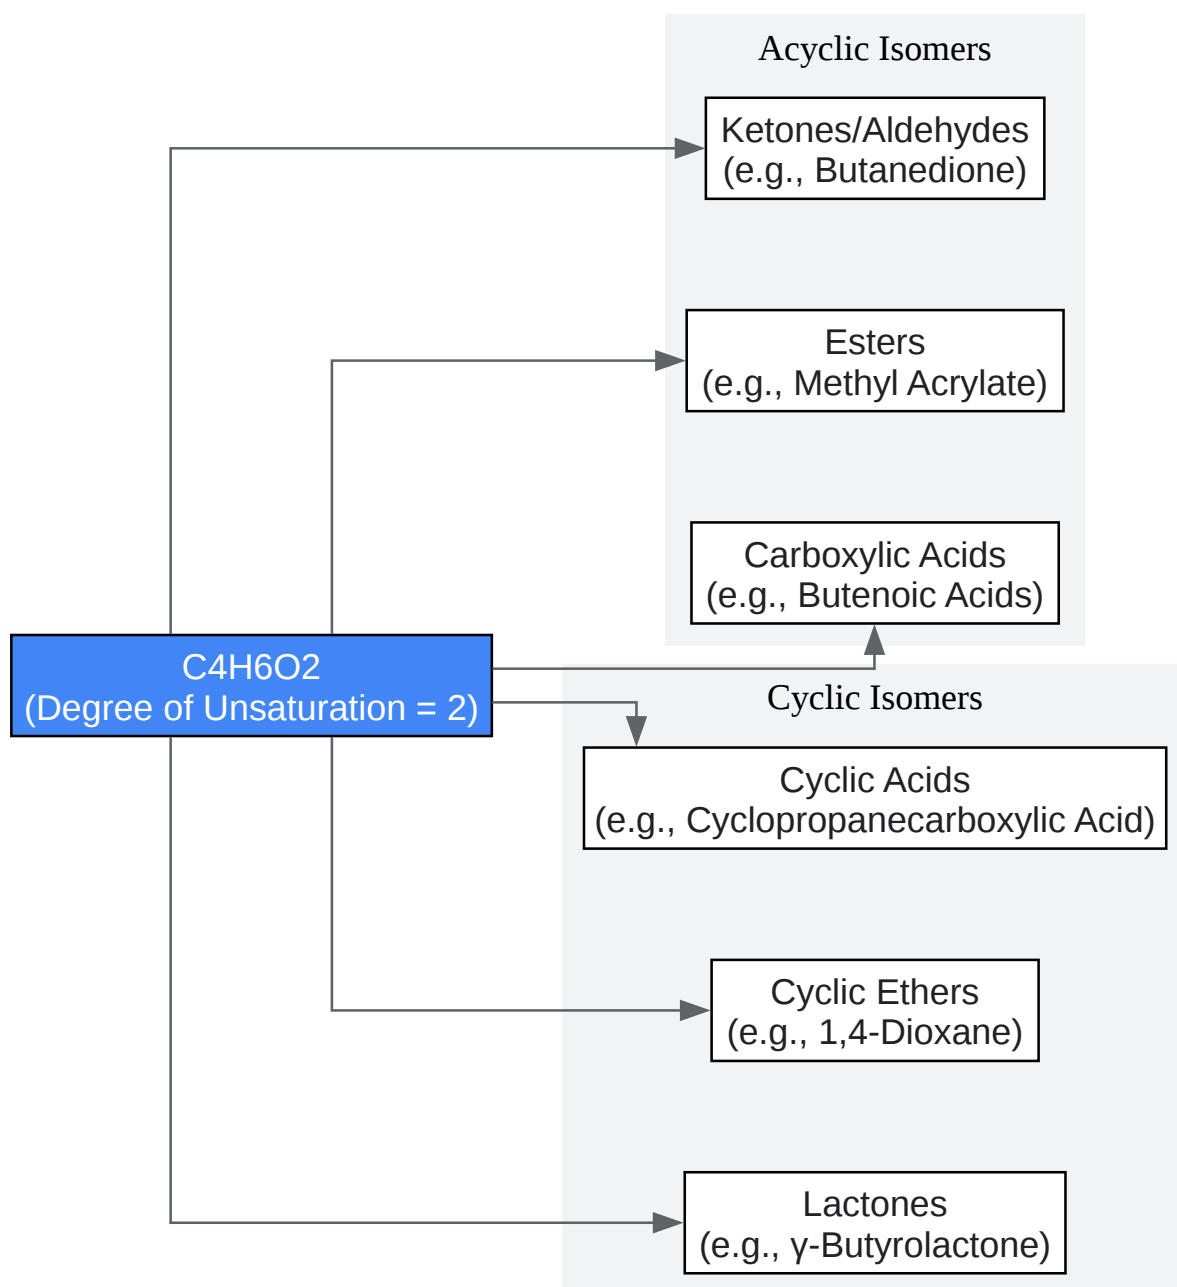 Acyclic Isomers
Ketones/Aldehydes
(e.g., Butanedione)
Esters
(e.g., Methyl Acrylate)
Carboxylic Acids
(e.g., Butenoic Acids)
C4H6O2
(Degree of Unsaturation = 2)
Cyclic Isomers
Cyclic Acids
(e.g., Cyclopropanecarboxylic Acid)
Cyclic Ethers
(e.g., 1,4-Dioxane)
Lactones
(e.g., γ-Butyrolactone)